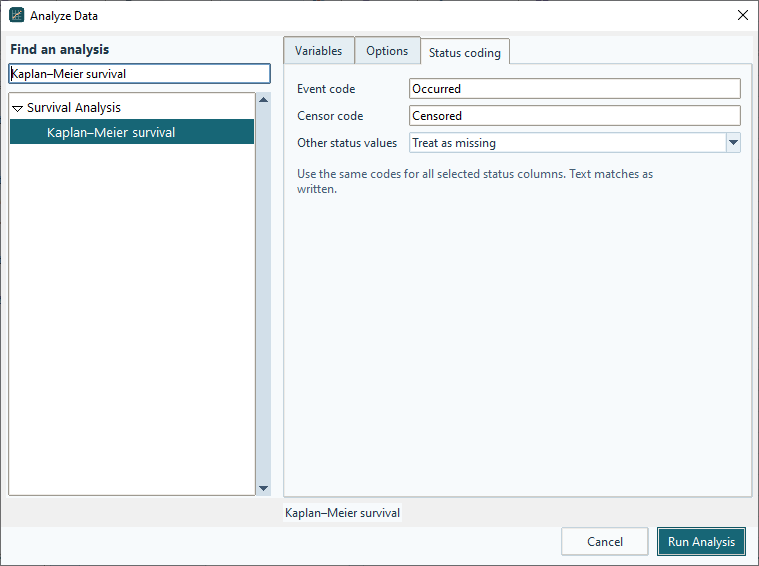 Analyze Data
Find an analysis
Kaplan–Meier survival
Survival Analysis
Kaplan–Meier survival
Variables
Options
Status coding
Event code
Occurred
Censor code
Censored
Other status values
Treat as missing
Use the same codes for all selected status columns. Text matches as
written.
Kaplan–Meier survival
Cancel
Run Analysis